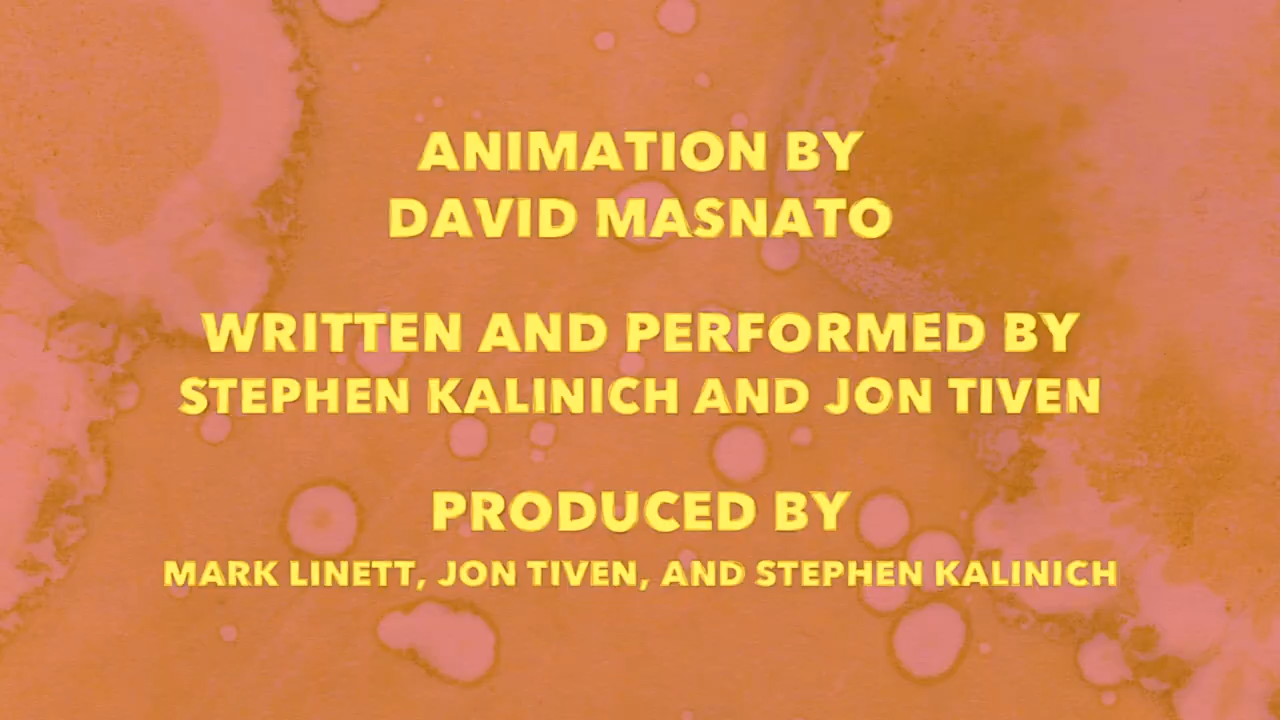 ANIMATION BY
DAVID MASNATO
WRITTEN AND PERFORMED BY
STEPHEN KALINICH AND JON TIVEN
PRODUCED BY
MARK LINETT, JON TIVEN, AND STEPHEN KALINICH